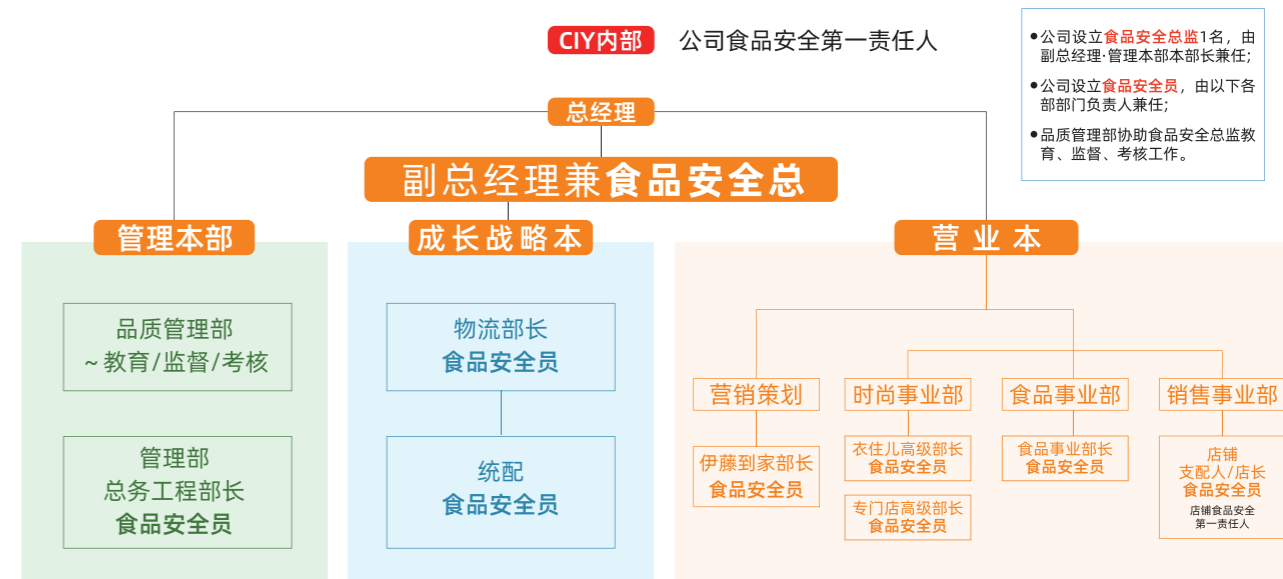 CIY内部 公司食品安全第一责任人
●公司设立食品安全总监1名，由
副总经理·管理本部本部长兼任；
●公司设立食品安全员，由以下各
部部门负责人兼任；
●品质管理部协助食品安全总监教
育、监督、考核工作。
总经理
副总经理兼食品安全总
管理本部
成长战略本
营业本
品质管理部
~教育/监督/考核
管理部
总务工程部长
食品安全员
物流部长
食品安全员
统配
食品安全员
营销策划
伊藤到家部长
食品安全员
时尚事业部
衣住儿高级部长
食品安全员
专门店高级部长
食品安全员
食品事业部
食品事业部长
食品安全员
销售事业部
店铺
支配人/店长
食品安全员
店铺食品安全
第一责任人